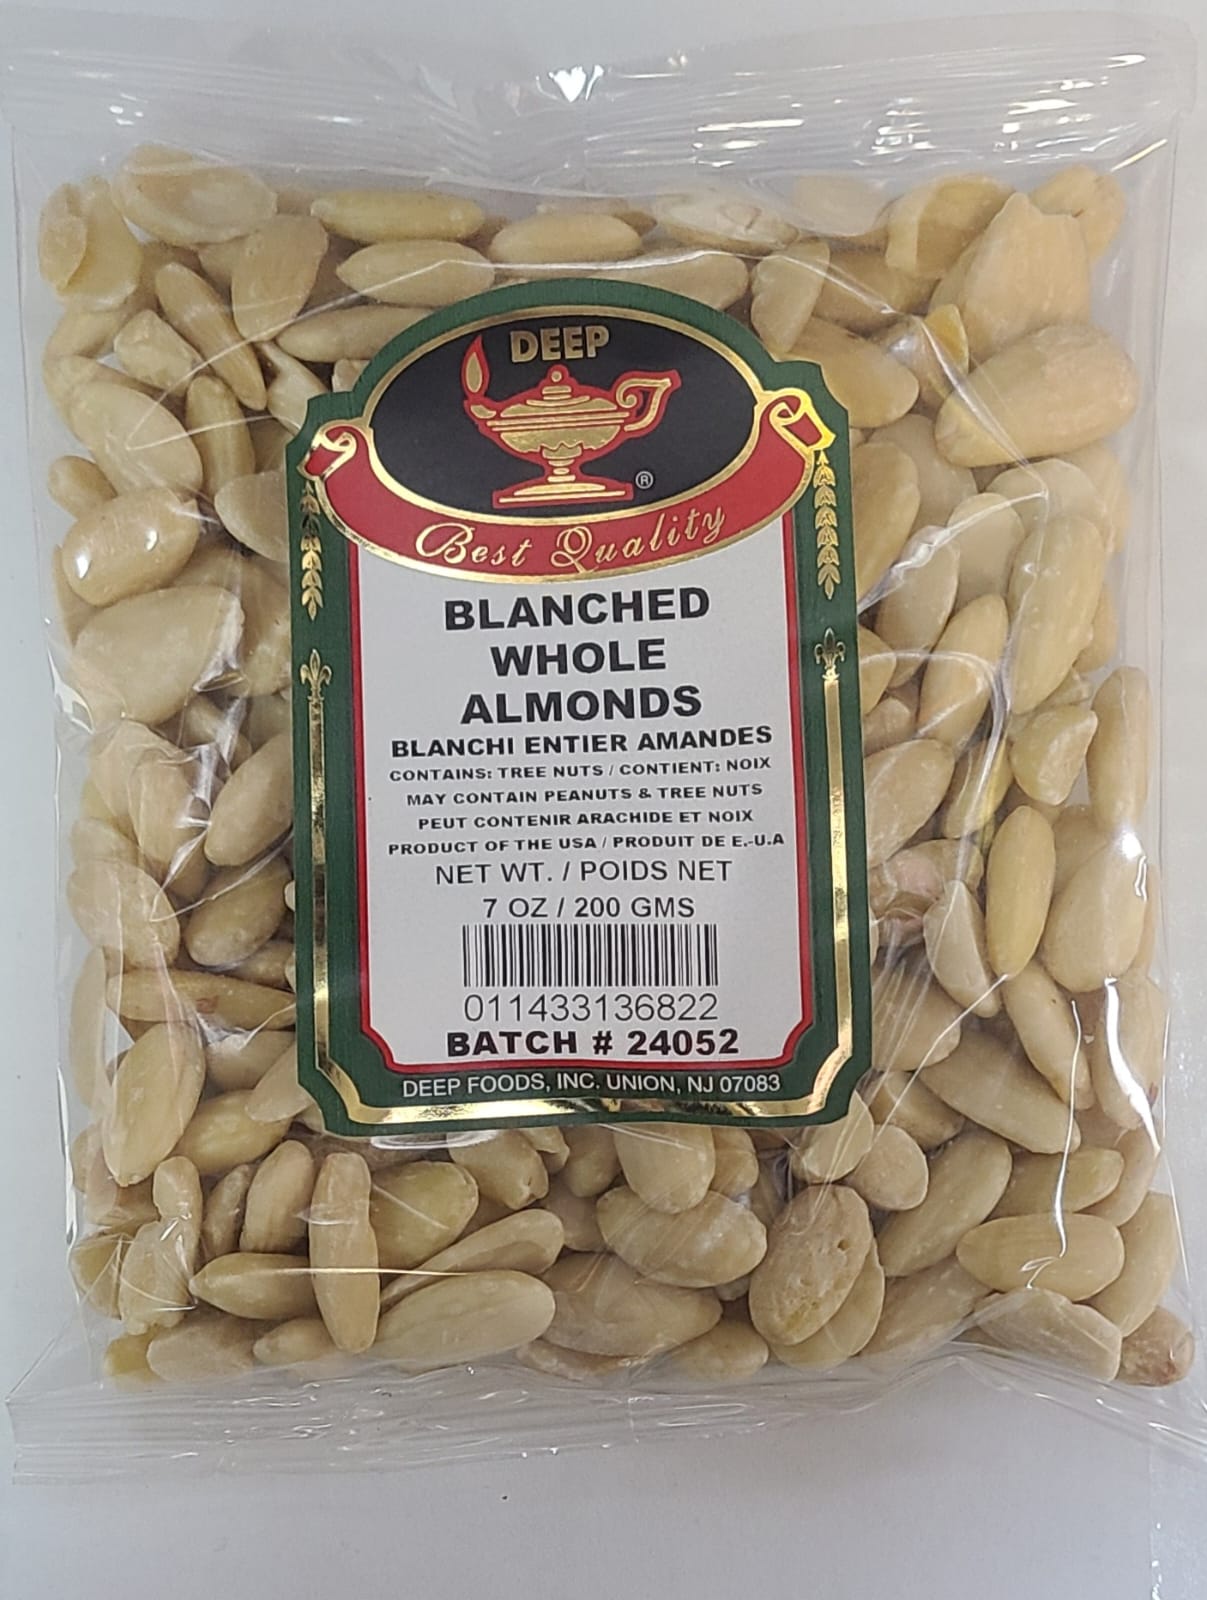 DEEP
®
Best Quality
BLANCHED
WHOLE
ALMONDS
BLANCHI ENTIER AMANDES
CONTAINS: TREE NUTS / CONTIENT: NOIX
MAY CONTAIN PEANUTS & TREE NUTS
PEUT CONTENIR ARACHIDE ET NOIX
PRODUCT OF THE USA / PRODUIT DE E.-U.A
NET WT. / POIDS NET
7 OZ / 200 GMS
011433136822
BATCH # 24052
DEEP FOODS, INC. UNION, NJ 07083